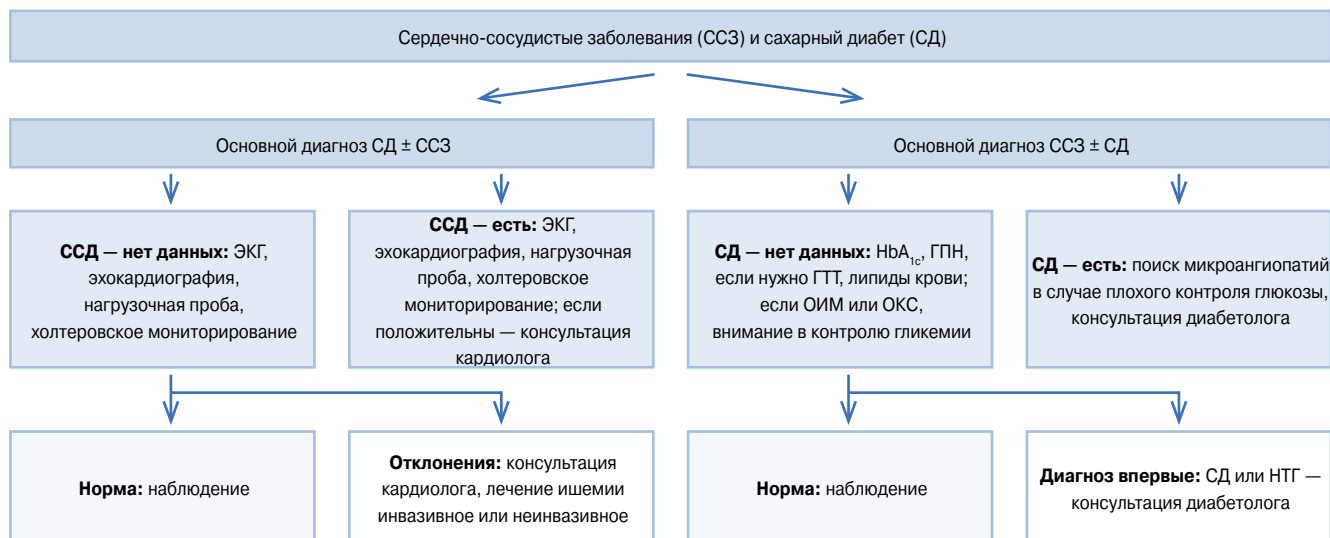 Сердечно-сосудистые заболевания (ССЗ) и сахарный диабет (СД)
Основной диагноз СД ± ССЗ
Основной диагноз ССЗ ± СД
ССД — нет данных: ЭКГ,
эхокардиография,
нагрузочная проба,
холтеровское мониторирование
ССД — есть: ЭКГ,
эхокардиография, нагрузочная
проба, холтеровское
мониторирование; если
положительны — консультация
кардиолога
СД — нет данных: HbA1c, ГПН,
если нужно ГТТ, липиды крови;
если ОИМ или ОКС,
внимание в контролю гликемии
СД — есть: поиск микроангиопатий
в случае плохого контроля глюкозы,
консультация диабетолога
Норма: наблюдение
Отклонения: консультация
кардиолога, лечение ишемии
инвазивное или неинвазивное
Норма: наблюдение
Диагноз впервые: СД или НТГ —
консультация диабетолога